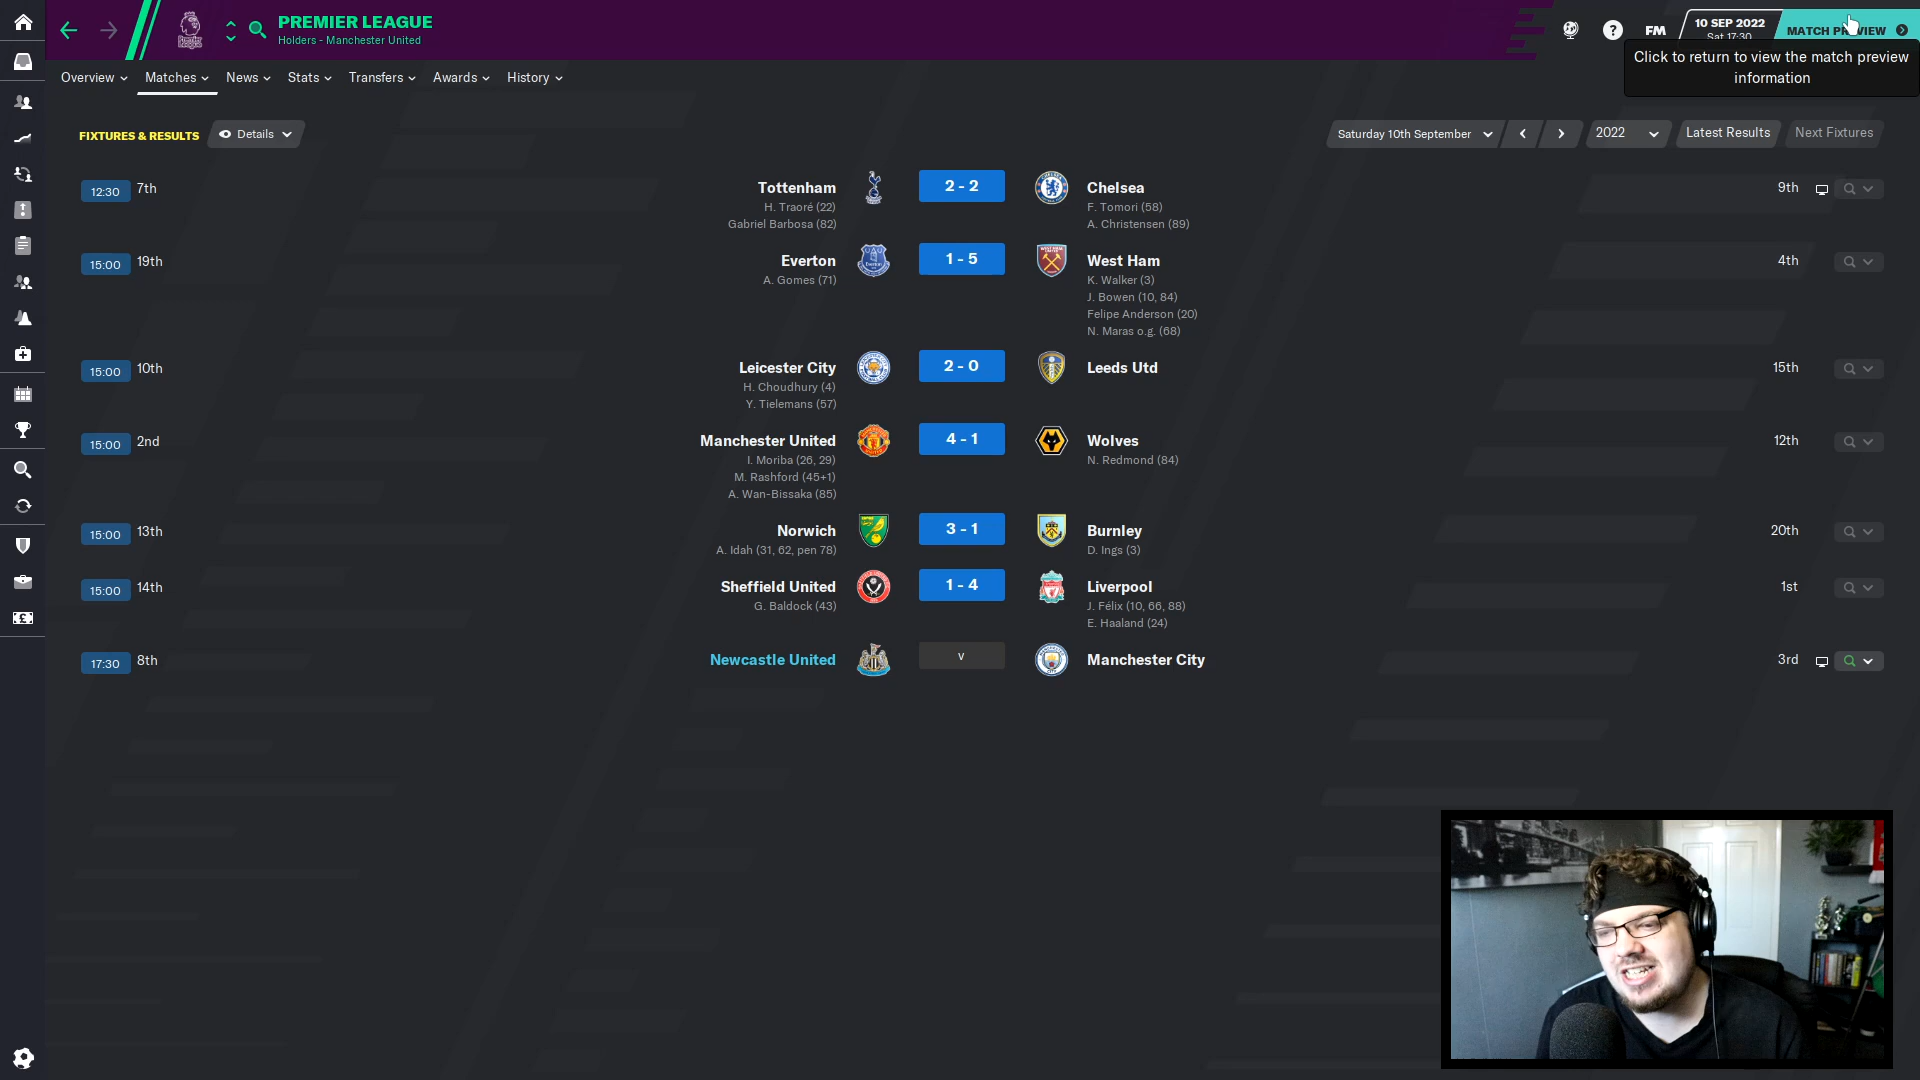 PREMIER LEAGUE
Holders - Manchester United
FM
10 SEP 2022
Sat 17:30
MATCH PREVIEW
Click to return to view the match preview
information
Overview
Matches
News
Stats
Transfers
Awards
History
FIXTURES & RESULTS
Details
Saturday 10th September
2022
Latest Results
Next Fixtures
12:30 7th Tottenham 2 - 2 Chelsea 9th
H. Traoré (22) F. Tomori (58)
Gabriel Barbosa (82) A. Christensen (89)
15:00 19th Everton 1 - 5 West Ham 4th
A. Gomes (71) K. Walker (3)
J. Bowen (10, 84)
Felipe Anderson (20)
N. Maras o.g. (68)
15:00 10th Leicester City 2 - 0 Leeds Utd 15th
H. Choudhury (4)
Y. Tielemans (57)
15:00 2nd Manchester United 4 - 1 Wolves 12th
I. Moriba (26, 29) N. Redmond (84)
M. Rashford (45+1)
A. Wan-Bissaka (85)
15:00 13th Norwich 3 - 1 Burnley 20th
A. Idah (31, 62, pen 78) D. Ings (3)
15:00 14th Sheffield United 1 - 4 Liverpool 1st
G. Baldock (43) J. Félix (10, 66, 88)
E. Haaland (24)
17:30 8th Newcastle United v Manchester City 3rd